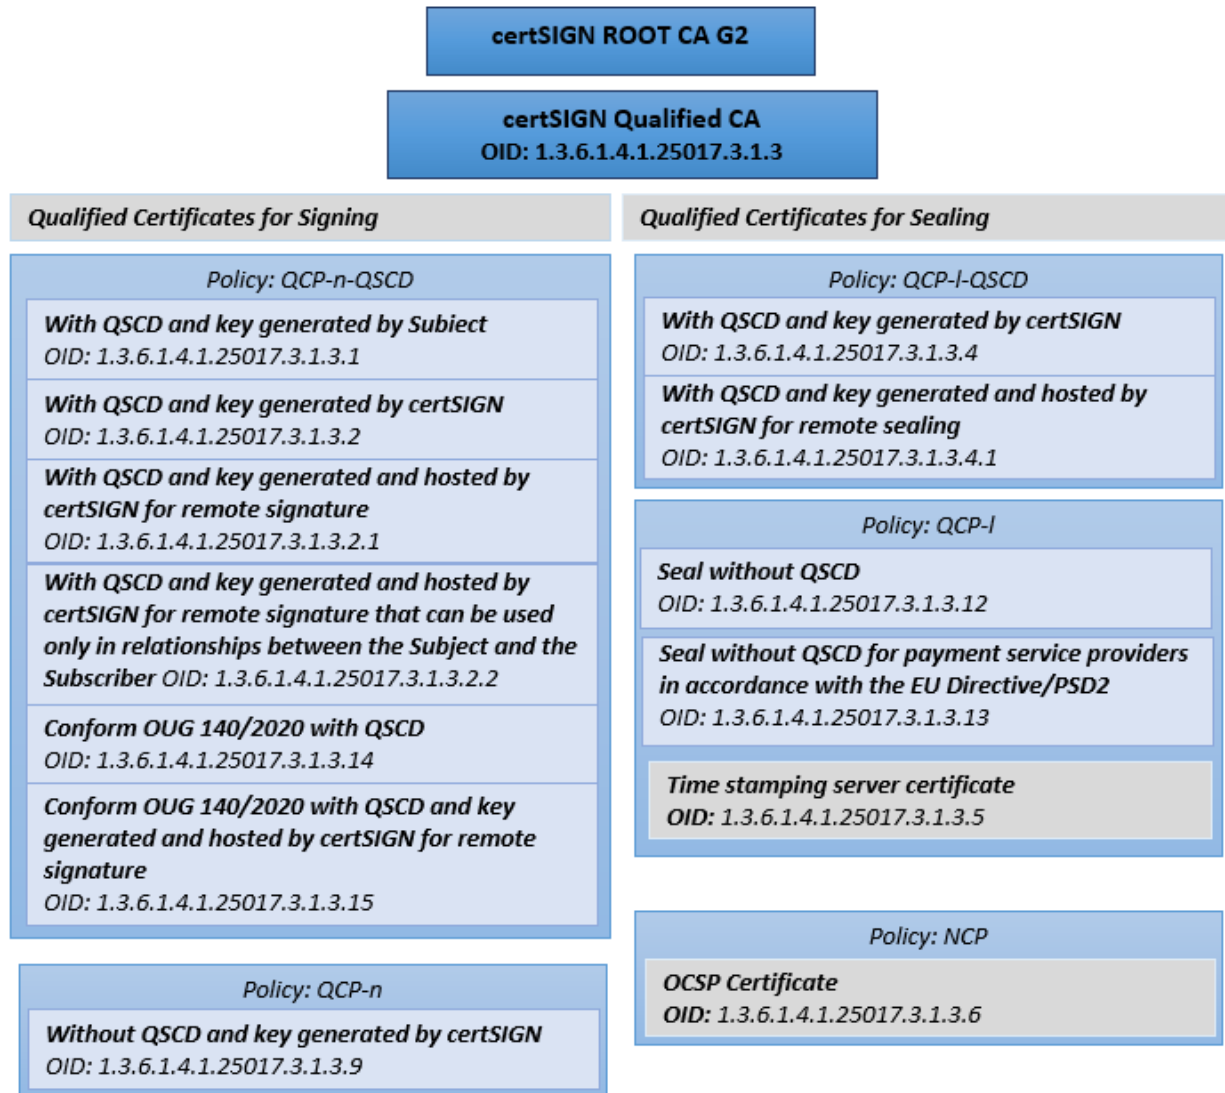 certSIGN ROOT CA G2
certSIGN Qualified CA
OID: 1.3.6.1.4.1.25017.3.1.3
Qualified Certificates for Signing
Policy: QCP-n-QSCD
With QSCD and key generated by Subject
OID: 1.3.6.1.4.1.25017.3.1.3.1
With QSCD and key generated by certSIGN
OID: 1.3.6.1.4.1.25017.3.1.3.2
With QSCD and key generated and hosted by
certSIGN for remote signature
OID: 1.3.6.1.4.1.25017.3.1.3.2.1
With QSCD and key generated and hosted by
certSIGN for remote signature that can be used
only in relationships between the Subject and the
Subscriber OID: 1.3.6.1.4.1.25017.3.1.3.2.2
Conform OUG 140/2020 with QSCD
OID: 1.3.6.1.4.1.25017.3.1.3.14
Conform OUG 140/2020 with QSCD and key
generated and hosted by certSIGN for remote
signature
OID: 1.3.6.1.4.1.25017.3.1.3.15
Policy: QCP-n
Without QSCD and key generated by certSIGN
OID: 1.3.6.1.4.1.25017.3.1.3.9
Qualified Certificates for Sealing
Policy: QCP-l-QSCD
With QSCD and key generated by certSIGN
OID: 1.3.6.1.4.1.25017.3.1.3.4
With QSCD and key generated and hosted by
certSIGN for remote sealing
OID: 1.3.6.1.4.1.25017.3.1.3.4.1
Policy: QCP-l
Seal without QSCD
OID: 1.3.6.1.4.1.25017.3.1.3.12
Seal without QSCD for payment service providers
in accordance with the EU Directive/PSD2
OID: 1.3.6.1.4.1.25017.3.1.3.13
Time stamping server certificate
OID: 1.3.6.1.4.1.25017.3.1.3.5
Policy: NCP
OCSP Certificate
OID: 1.3.6.1.4.1.25017.3.1.3.6